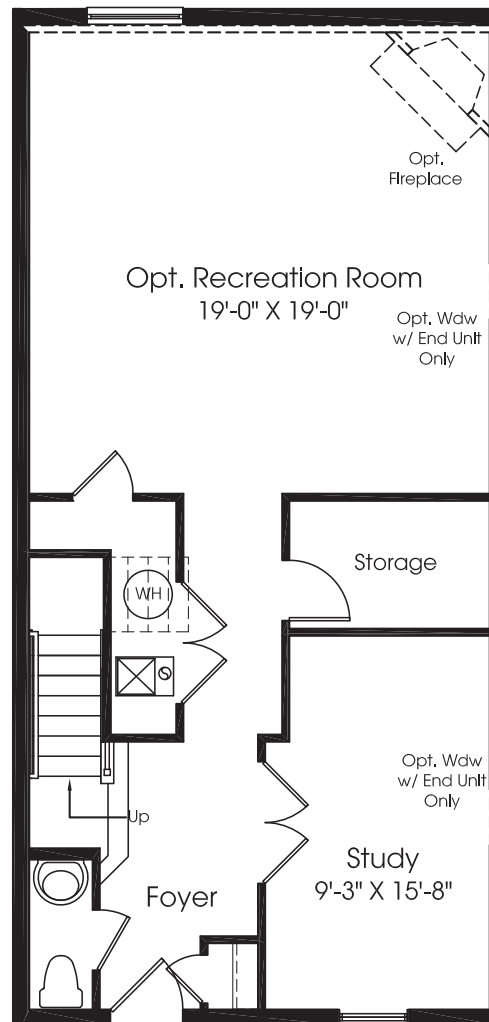 Opt.
Fireplace
Opt. Recreation Room
19'-0" X 19'-0"
Opt. Wdw
w/ End Unit
Only
Storage
WH
Opt. Wdw
w/ End Unit
Only
Up
Study
9'-3" X 15'-8"
Foyer